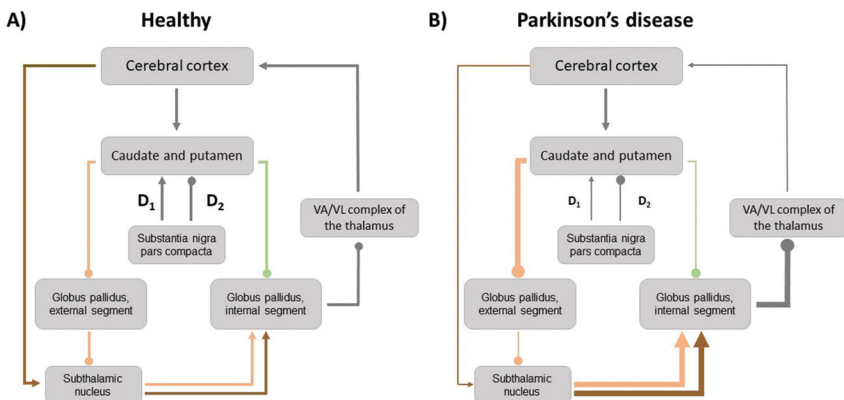 A) Healthy
Cerebral cortex
Caudate and putamen
D1 D2
Substantia nigra
pars compacta
VA/VL complex of
the thalamus
Globus pallidus,
external segment
Globus pallidus,
internal segment
Subthalamic
nucleus
B) Parkinson's disease
Cerebral cortex
Caudate and putamen
D1 D2
Substantia nigra
pars compacta
VA/VL complex of
the thalamus
Globus pallidus,
external segment
Globus pallidus,
internal segment
Subthalamic
nucleus